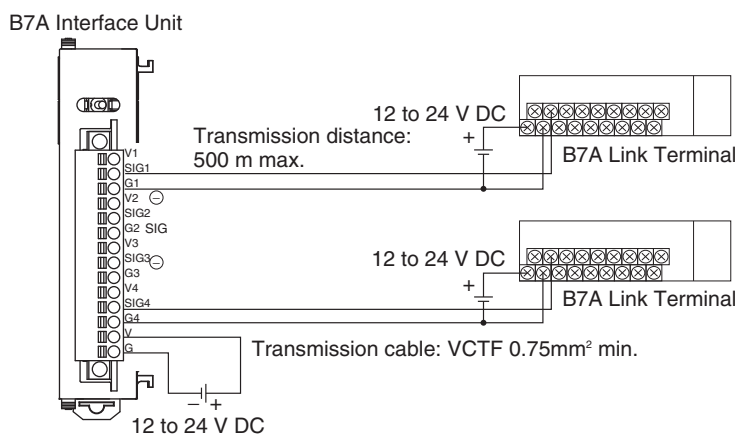 B7A Interface Unit
12 to 24 V DC
+
Transmission distance:
500 m max.
B7A Link Terminal
V1
SIG1
G1
V2 ⊖
SIG2
G2 SIG
V3
SIG3 ⊖
G3
V4
SIG4
G4
V
G
12 to 24 V DC
+
B7A Link Terminal
Transmission cable: VCTF 0.75mm² min.
− +
12 to 24 V DC